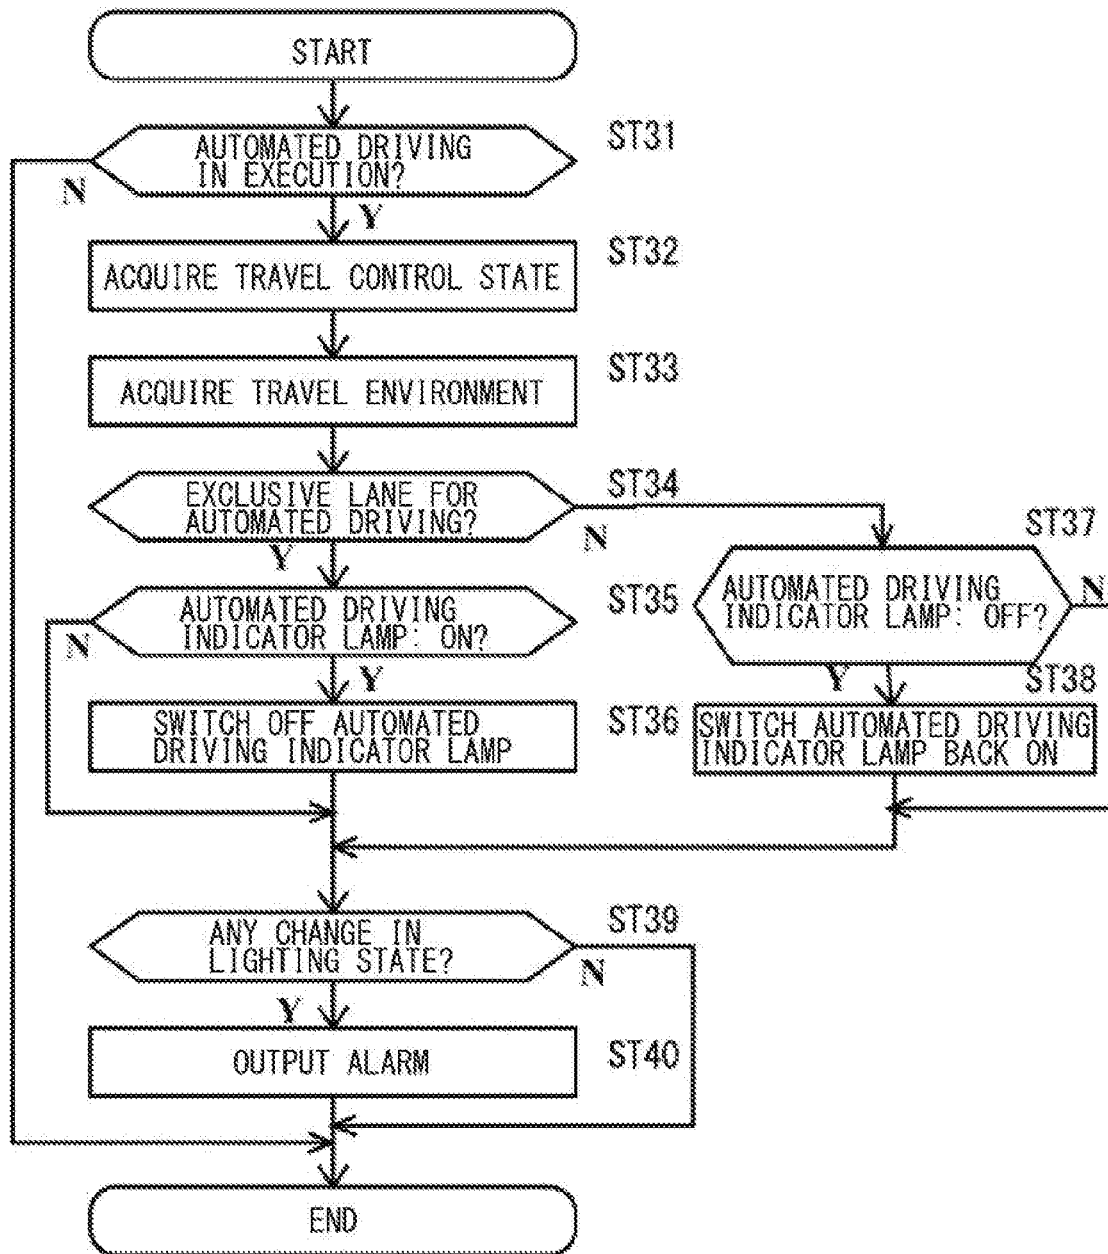 START
ST31
AUTOMATED DRIVING
IN EXECUTION?
N
Y
ST32
ACQUIRE TRAVEL CONTROL STATE
ST33
ACQUIRE TRAVEL ENVIRONMENT
ST34
EXCLUSIVE LANE FOR
AUTOMATED DRIVING?
N
Y
ST37
AUTOMATED DRIVING
INDICATOR LAMP: OFF?
N
Y
ST35
AUTOMATED DRIVING
INDICATOR LAMP: ON?
N
Y
ST38
SWITCH AUTOMATED DRIVING
INDICATOR LAMP BACK ON
ST36
SWITCH OFF AUTOMATED
DRIVING INDICATOR LAMP
ST39
ANY CHANGE IN
LIGHTING STATE?
N
Y
OUTPUT ALARM
ST40
END